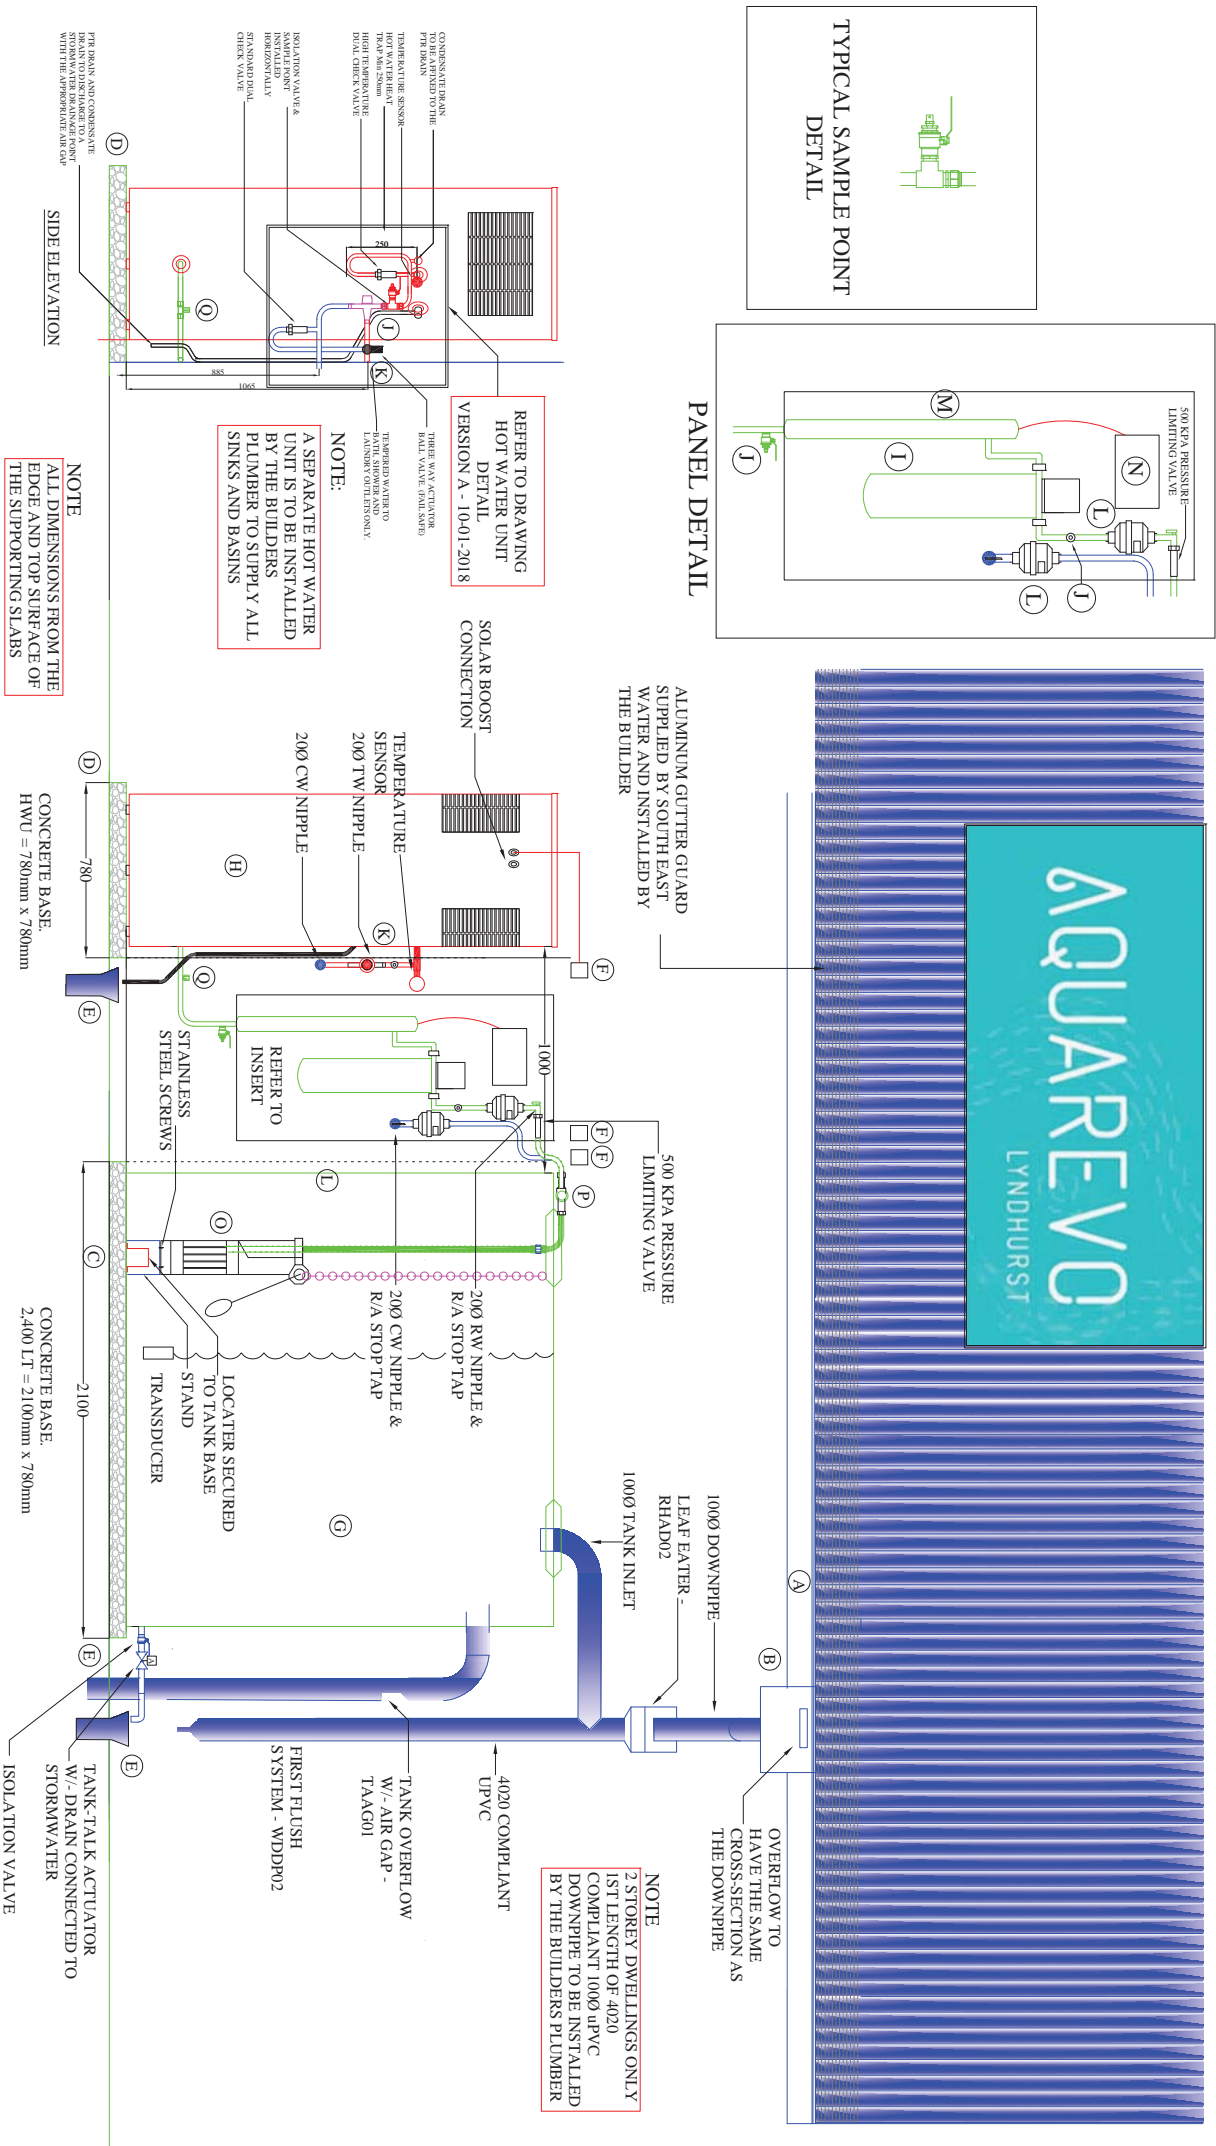 TYPICAL SAMPLE POINT
DETAIL
500 KPA PRESSURE
LIMITING VALVE
M
N
I
J
L
L
J
PANEL DETAIL
AQUAREVO
LYNDHURST
ALUMINUM GUTTER GUARD
SUPPLIED BY SOUTH EAST
WATER AND INSTALLED BY
THE BUILDER
A
B
OVERFLOW TO
HAVE THE SAME
CROSS-SECTION AS
THE DOWNPIPE
100Ø DOWNPIPE
LEAF EATER -
RHAD02
100Ø TANK INLET
NOTE
2 STOREY DWELLINGS ONLY
1ST LENGTH OF 4020
COMPLIANT 100Ø uPVC
DOWNPIPE TO BE INSTALLED
BY THE BUILDERS PLUMBER
4020 COMPLIANT
UPVC
TANK OVERFLOW
W/- AIR GAP -
TAAG01
FIRST FLUSH
SYSTEM - WDDP02
TANK-TALK ACTUATOR
W/- DRAIN CONNECTED TO
STORMWATER
ISOLATION VALVE
A
E
E
CONDENSATE DRAIN
TO BE AFFIXED TO THE
PTR DRAIN
TEMPERATURE SENSOR
HOT WATER HEAT
TRAP Min 250mm
HIGH TEMPERATURE
DUAL CHECK VALVE
ISOLATION VALVE &
SAMPLE POINT
INSTALLED
HORIZONTALLY
STANDARD DUAL
CHECK VALVE
PTR DRAIN AND CONDENSATE
DRAIN TO DISCHARGE TO A
STORMWATER DRAINAGE POINT
WITH THE APPROPRIATE AIR GAP
250
J
K
Q
D
885
1065
SIDE ELEVATION
REFER TO DRAWING
HOT WATER UNIT
DETAIL
VERSION A - 10-01-2018
THREE WAY ACTUATOR
BALL VALVE (FAIL SAFE)
TEMPERED WATER TO
BATH, SHOWER AND
LAUNDRY OUTLETS ONLY.
NOTE:
A SEPARATE HOT WATER
UNIT IS TO BE INSTALLED
BY THE BUILDERS
PLUMBER TO SUPPLY ALL
SINKS AND BASINS
NOTE
ALL DIMENSIONS FROM THE
EDGE AND TOP SURFACE OF
THE SUPPORTING SLABS
SOLAR BOOST
CONNECTION
TEMPERATURE
SENSOR
20Ø TW NIPPLE
20Ø CW NIPPLE
H
K
Q
D
F
F
F
1000
500 KPA PRESSURE
LIMITING VALVE
P
20Ø RW NIPPLE &
R/A STOP TAP
20Ø CW NIPPLE &
R/A STOP TAP
REFER TO
INSERT
L
O
G
STAINLESS
STEEL SCREWS
LOCATER SECURED
TO TANK BASE
STAND
TRANSDUCER
E
C
780
2100
CONCRETE BASE.
HWU = 780mm x 780mm
CONCRETE BASE.
2,400 LT = 2100mm x 780mm